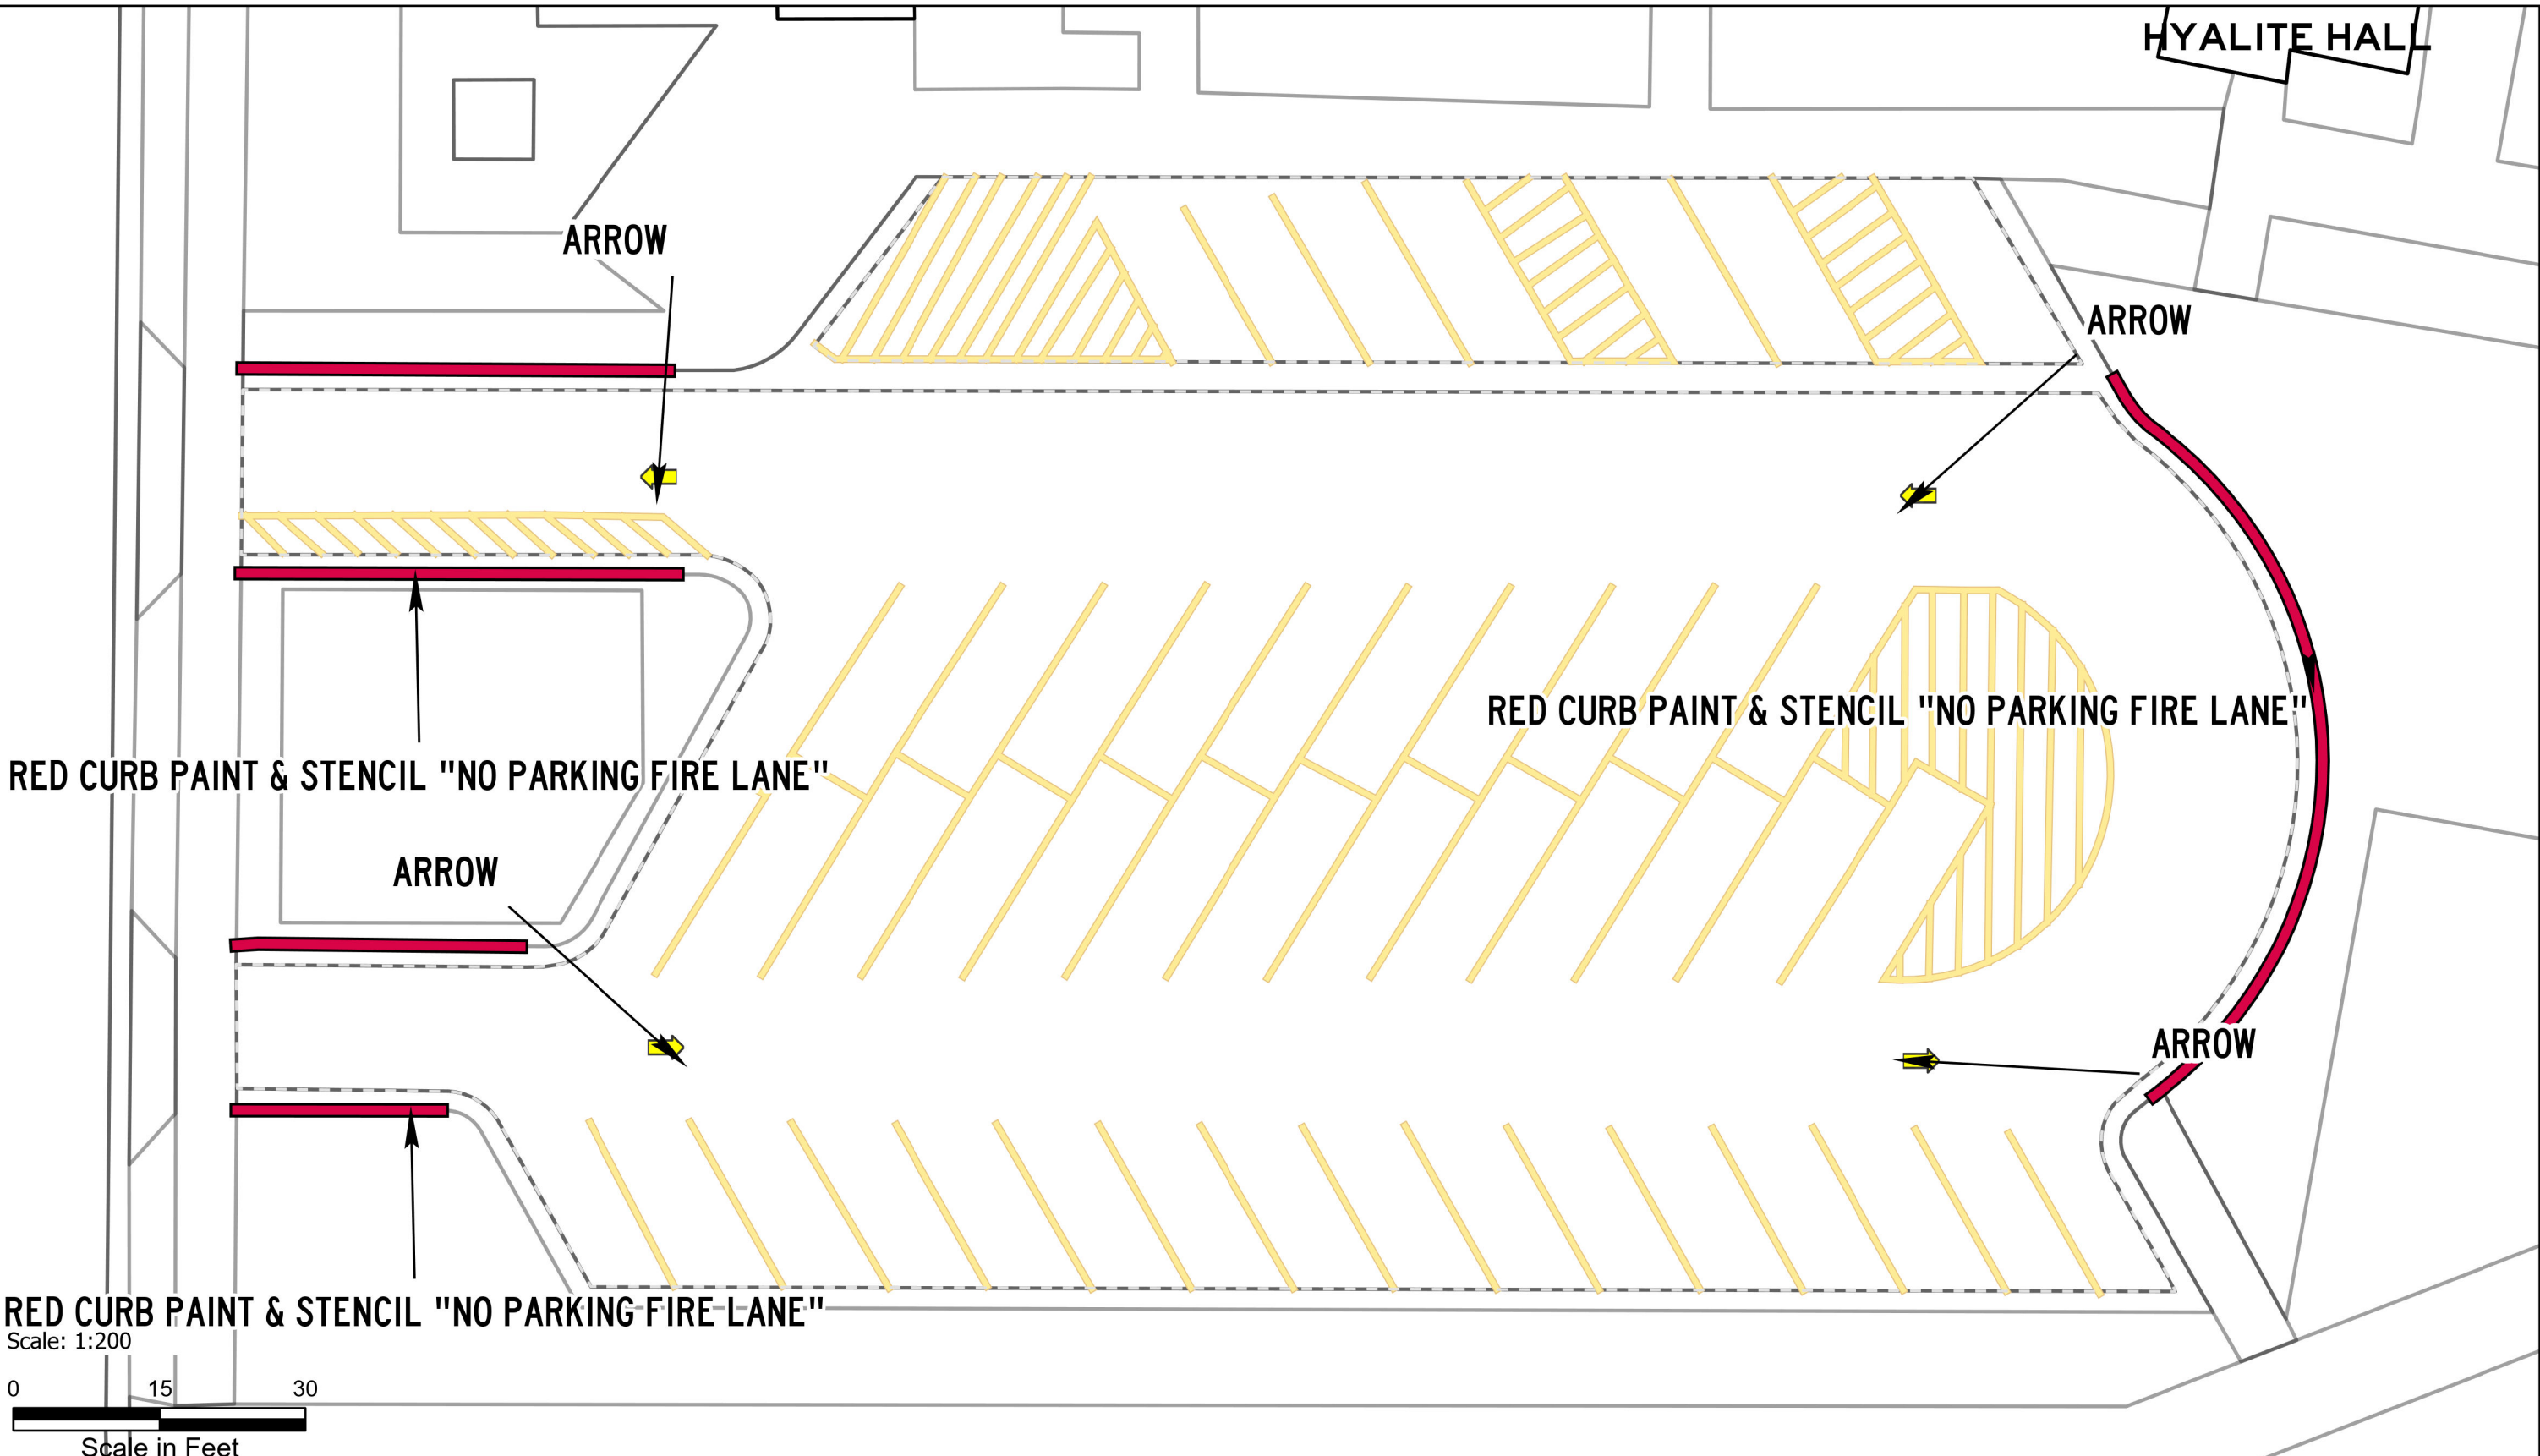 HYALITE HALL
ARROW
ARROW
RED CURB PAINT & STENCIL "NO PARKING FIRE LANE"
RED CURB PAINT & STENCIL "NO PARKING FIRE LANE"
ARROW
ARROW
RED CURB PAINT & STENCIL "NO PARKING FIRE LANE"
Scale: 1:200
0 15 30
Scale in Feet